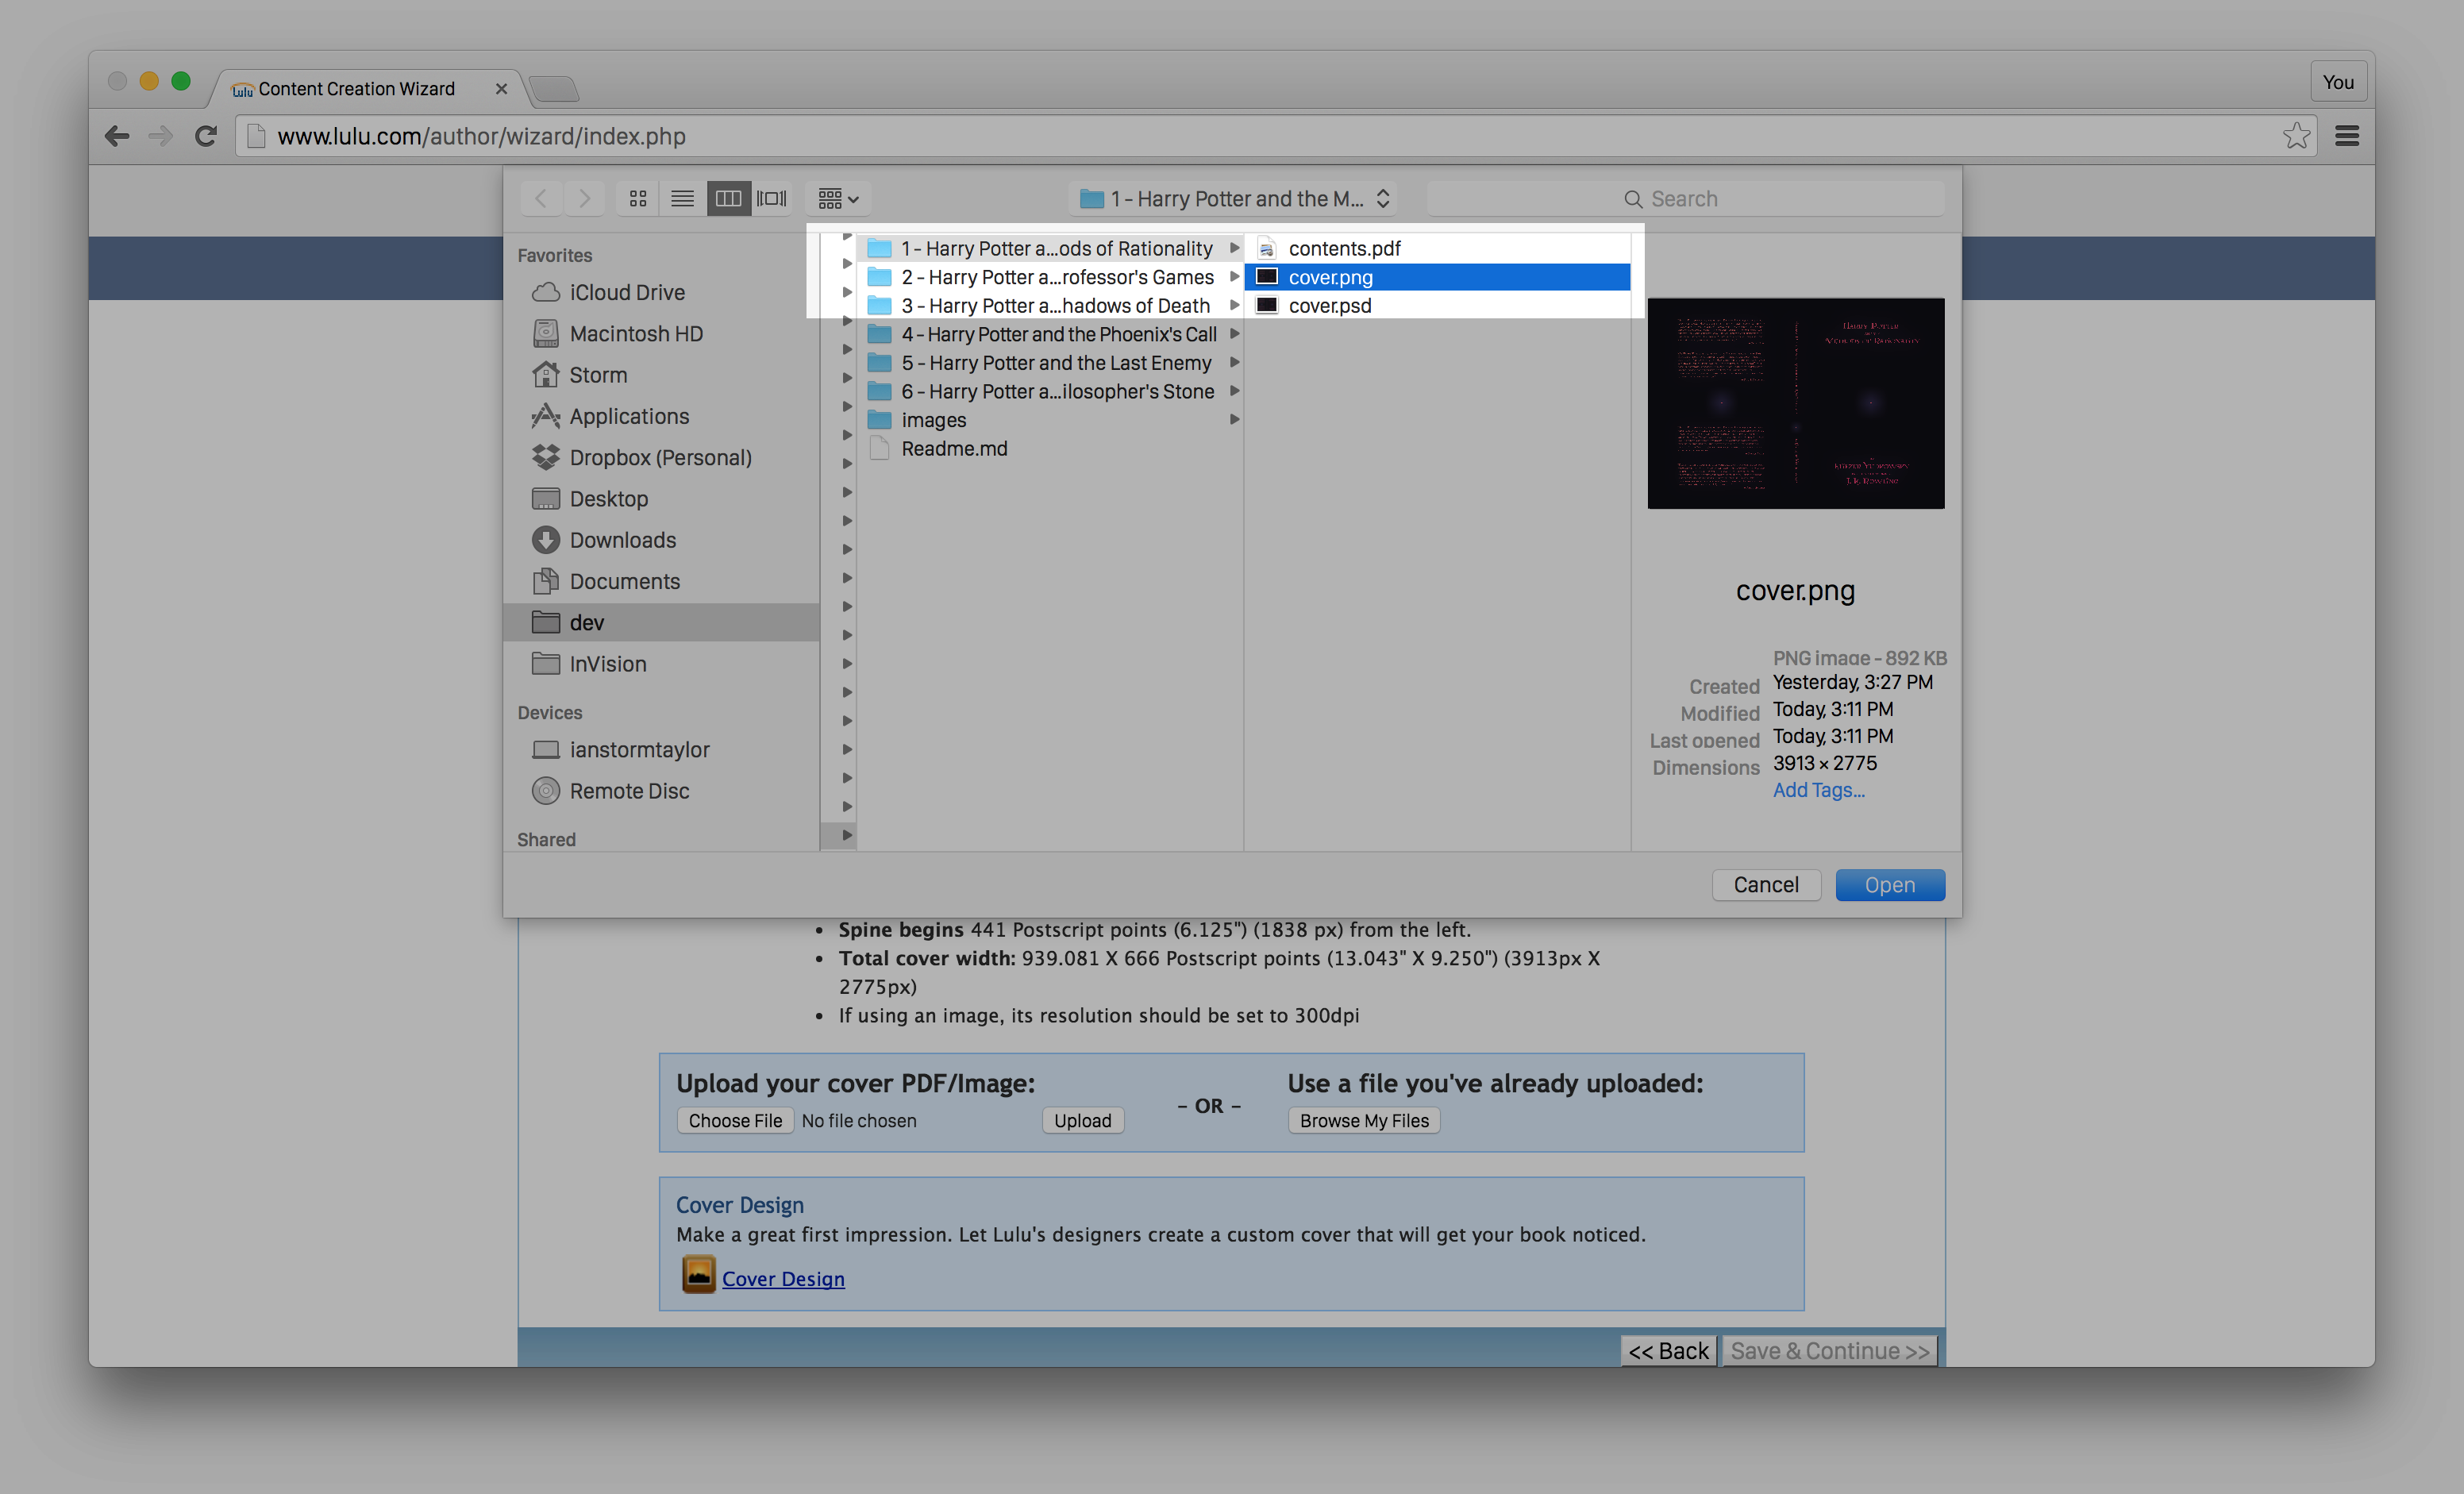 lulu Content Creation Wizard
You
www.lulu.com/author/wizard/index.php
1 - Harry Potter and the M...
Search
Favorites
iCloud Drive
Macintosh HD
Storm
Applications
Dropbox (Personal)
Desktop
Downloads
Documents
dev
InVision
Devices
ianstormtaylor
Remote Disc
Shared
1 - Harry Potter a...ods of Rationality
2 - Harry Potter a...rofessor's Games
3 - Harry Potter a...hadows of Death
4 - Harry Potter and the Phoenix's Call
5 - Harry Potter and the Last Enemy
6 - Harry Potter a...ilosopher's Stone
images
Readme.md
contents.pdf
cover.png
cover.psd
Harry Potter
J.K. Rowling
cover.png
PNG image - 892 KB
Created Yesterday, 3:27 PM
Modified Today, 3:11 PM
Last opened Today, 3:11 PM
Dimensions 3913 × 2775
Add Tags...
Cancel
Open
• Spine begins 441 Postscript points (6.125") (1838 px) from the left.
• Total cover width: 939.081 X 666 Postscript points (13.043" X 9.250") (3913px X
2775px)
• If using an image, its resolution should be set to 300dpi
Upload your cover PDF/Image:
Choose File No file chosen
Upload
– OR –
Use a file you've already uploaded:
Browse My Files
Cover Design
Make a great first impression. Let Lulu's designers create a custom cover that will get your book noticed.
Cover Design
<< Back
Save & Continue >>